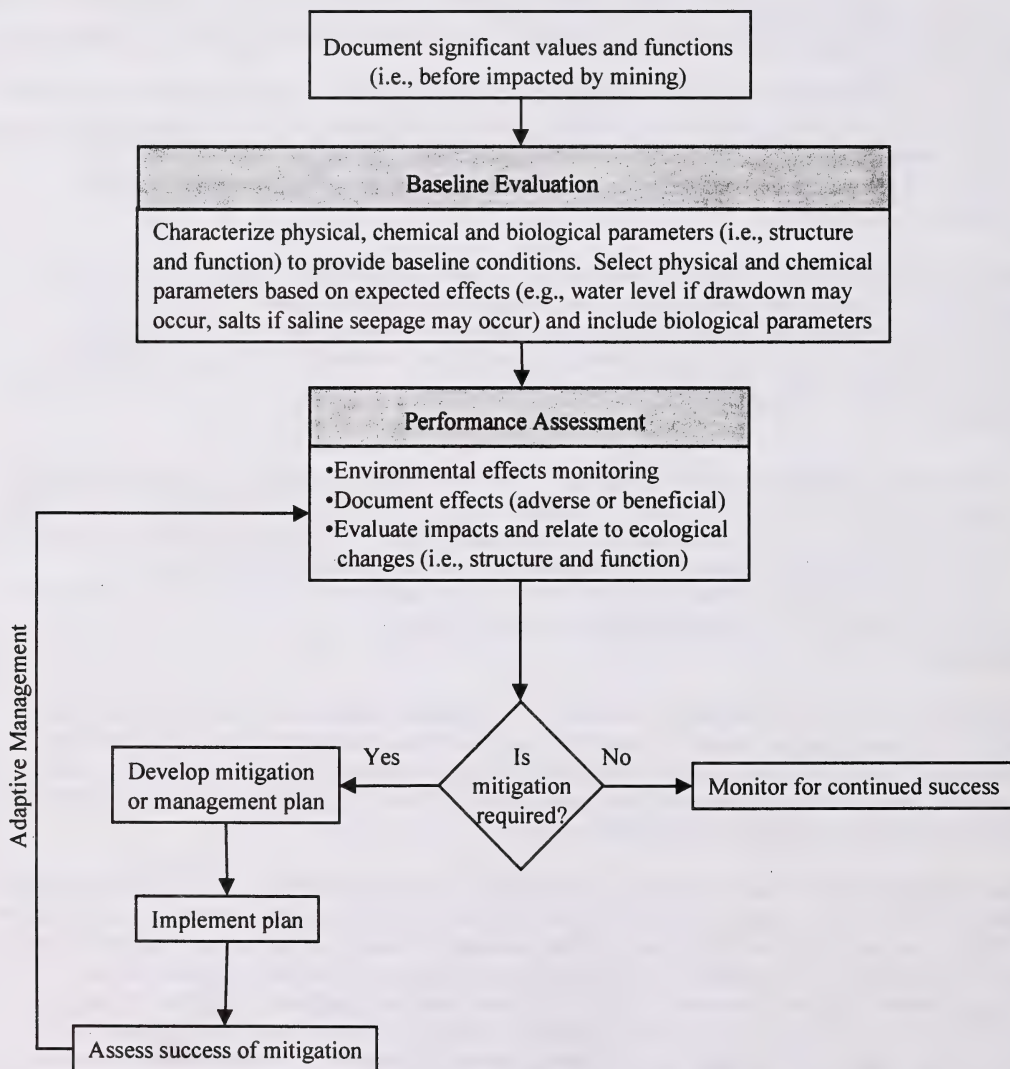 Document significant values and functions
(i.e., before impacted by mining)
Baseline Evaluation
Characterize physical, chemical and biological parameters (i.e., structure
and function) to provide baseline conditions.  Select physical and chemical
parameters based on expected effects (e.g., water level if drawdown may
occur, salts if saline seepage may occur) and include biological parameters
Performance Assessment
•Environmental effects monitoring
•Document effects (adverse or beneficial)
•Evaluate impacts and relate to ecological
changes (i.e., structure and function)
Adaptive Management
Is
mitigation
required?
Yes
No
Develop mitigation
or management plan
Monitor for continued success
Implement plan
Assess success of mitigation